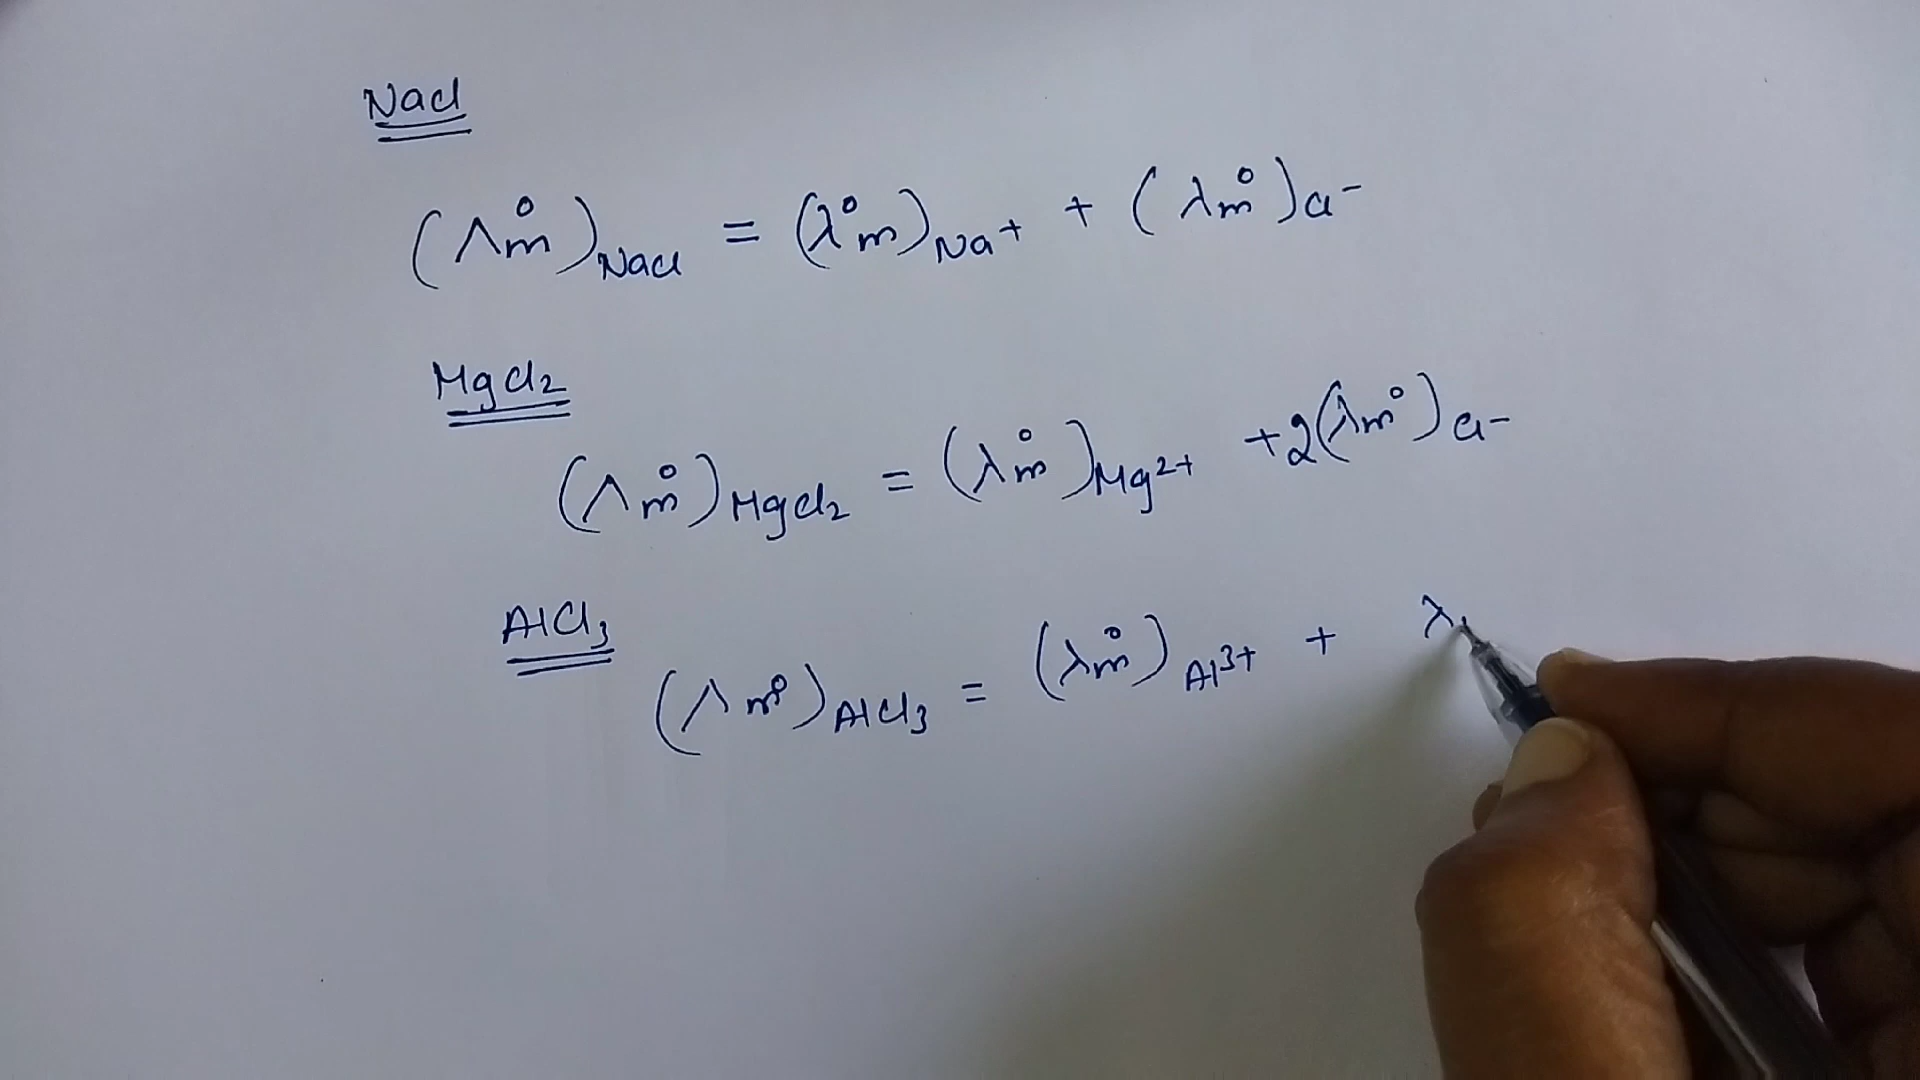 NaCl
(Λm°)NaCl = (λ°m)Na+ + (λm°)Cl-
MgCl2
(Λm°)MgCl2 = (λm°)Mg2+ +2(λm°)Cl-
AlCl3
(Λm°)AlCl3 = (λm°)Al3+ + λ